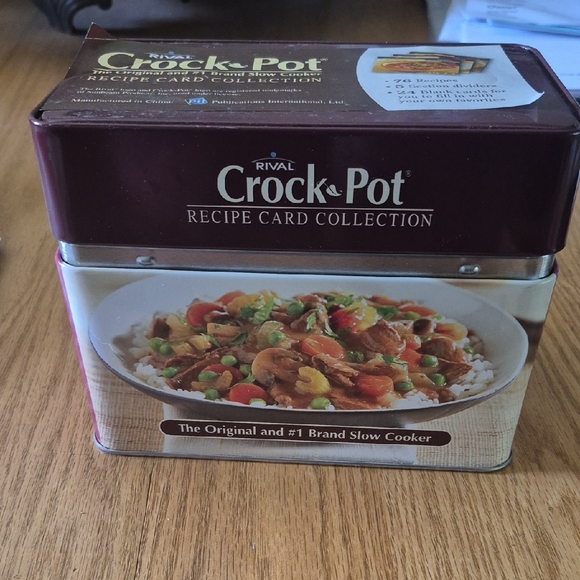 RIVAL
Crock-Pot®
The Original and #1 Brand Slow Cooker
RECIPE CARD COLLECTION
The Rival logo and Crock-Pot logo are registered trademarks
Manufactured in China. pil Publications International, Ltd.
• 76 Recipes
• 5 Section dividers
• 24 Blank cards for
you to fill in with
your own favorites
RIVAL
Crock-Pot®
RECIPE CARD COLLECTION
The Original and #1 Brand Slow Cooker